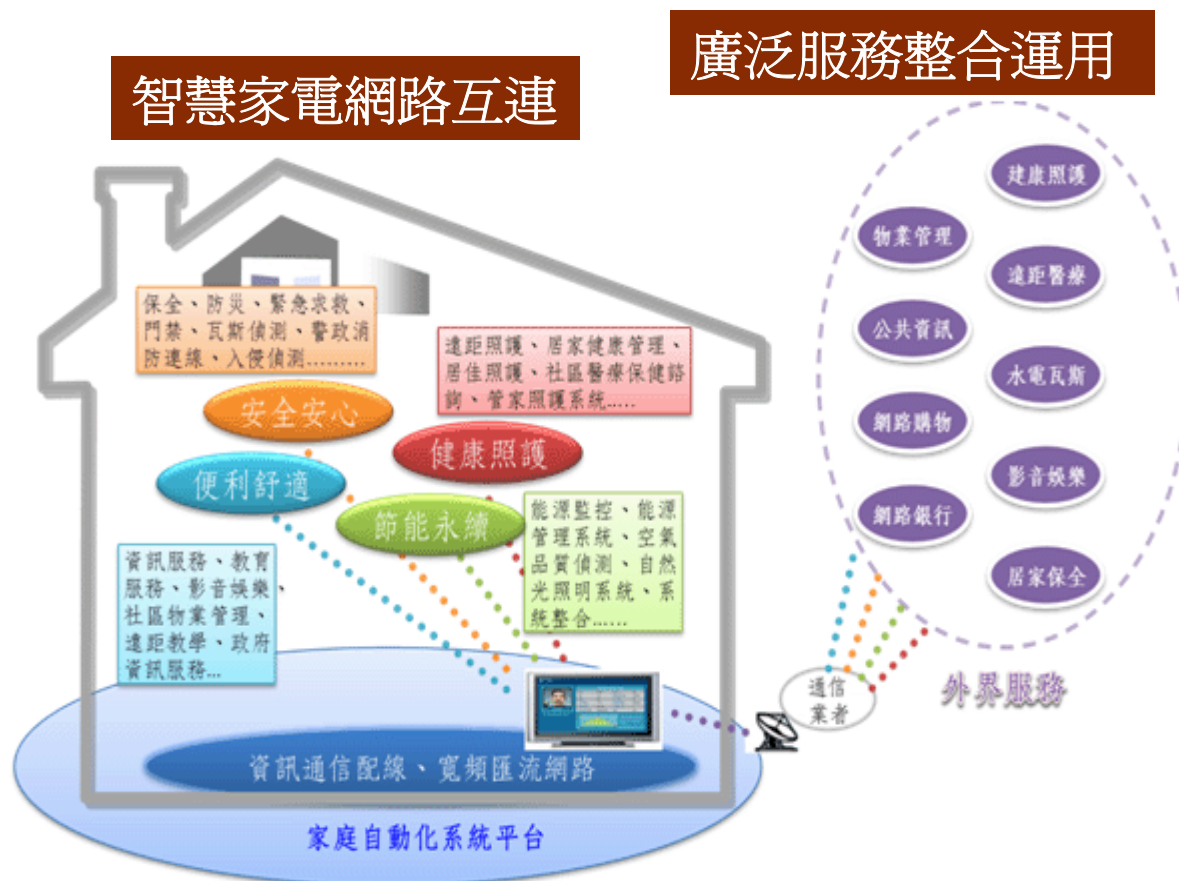 廣泛服務整合運用
智慧家電網路互連
保全、防災、緊急求救、
門禁、瓦斯偵測、警政消
防連線、入侵偵測.........
遠距照護、居家健康管理、
居佳照護、社區醫療保健諮
詢、管家照護系統.....
安全安心
健康照護
便利舒適
節能永續
能源監控、能源
管理系統、空氣
品質偵測、自然
光照明系統、系
統整合......
資訊服務、教育
服務、影音娛樂、
社區物業管理、
遠距教學、政府
資訊服務...
資訊通信配線、寬頻匯流網路
家庭自動化系統平台
建康照護
物業管理
遠距醫療
公共資訊
水電瓦斯
網路購物
影音娛樂
網路銀行
居家保全
外界服務
通信
業者